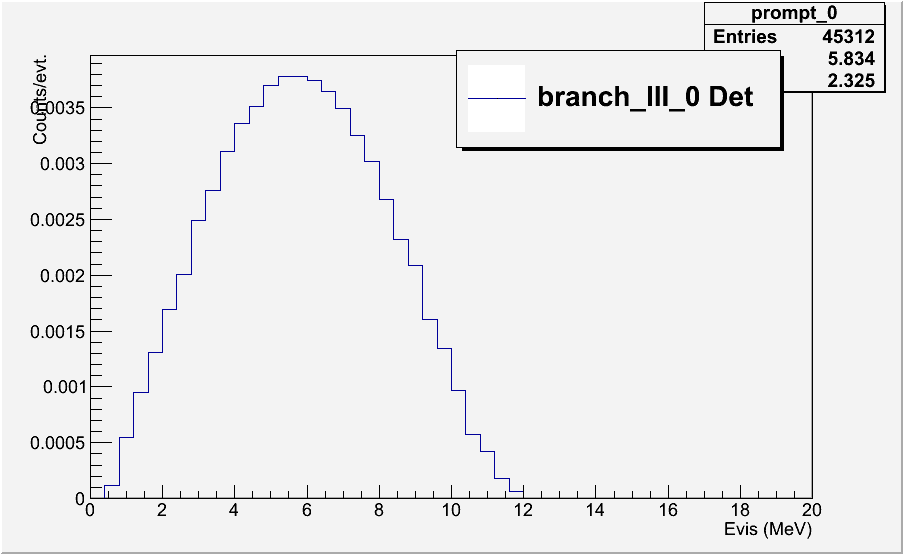 prompt_0
Entries 45312
5.834
2.325
branch_III_0 Det
Counts/evt.
0.0035
0.003
0.0025
0.002
0.0015
0.001
0.0005
0
0 2 4 6 8 10 12 14 16 18 20
Evis (MeV)